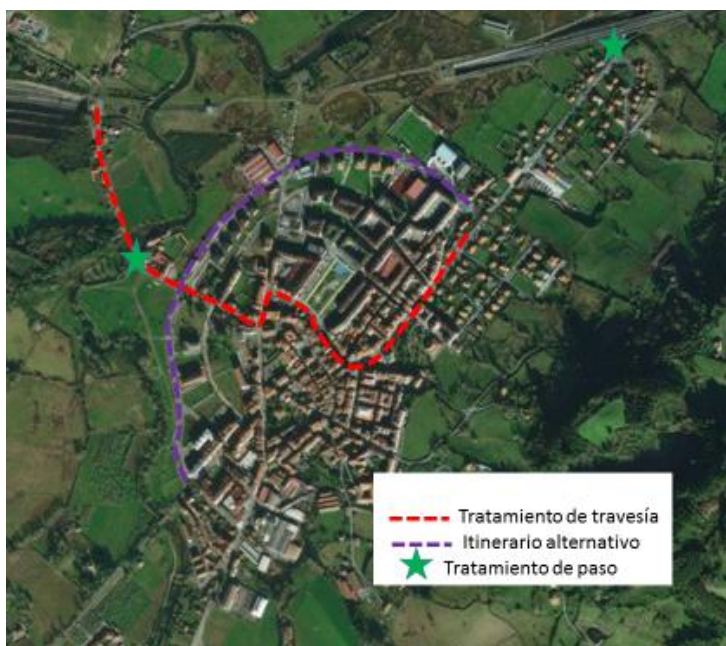 Tratamiento de travesía
Itinerario alternativo
Tratamiento de paso